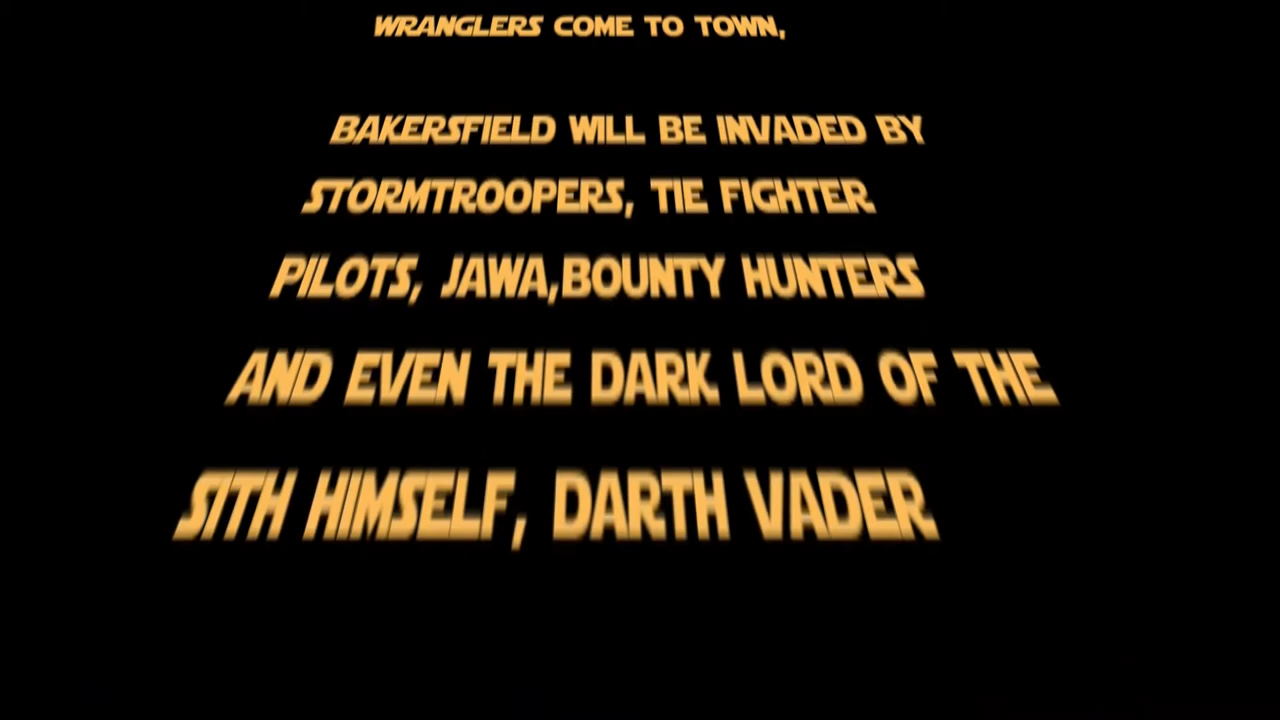 WRANGLERS COME TO TOWN,
BAKERSFIELD WILL BE INVADED BY
STORMTROOPERS, TIE FIGHTER
PILOTS, JAWA,BOUNTY HUNTERS
AND EVEN THE DARK LORD OF THE
SITH HIMSELF, DARTH VADER